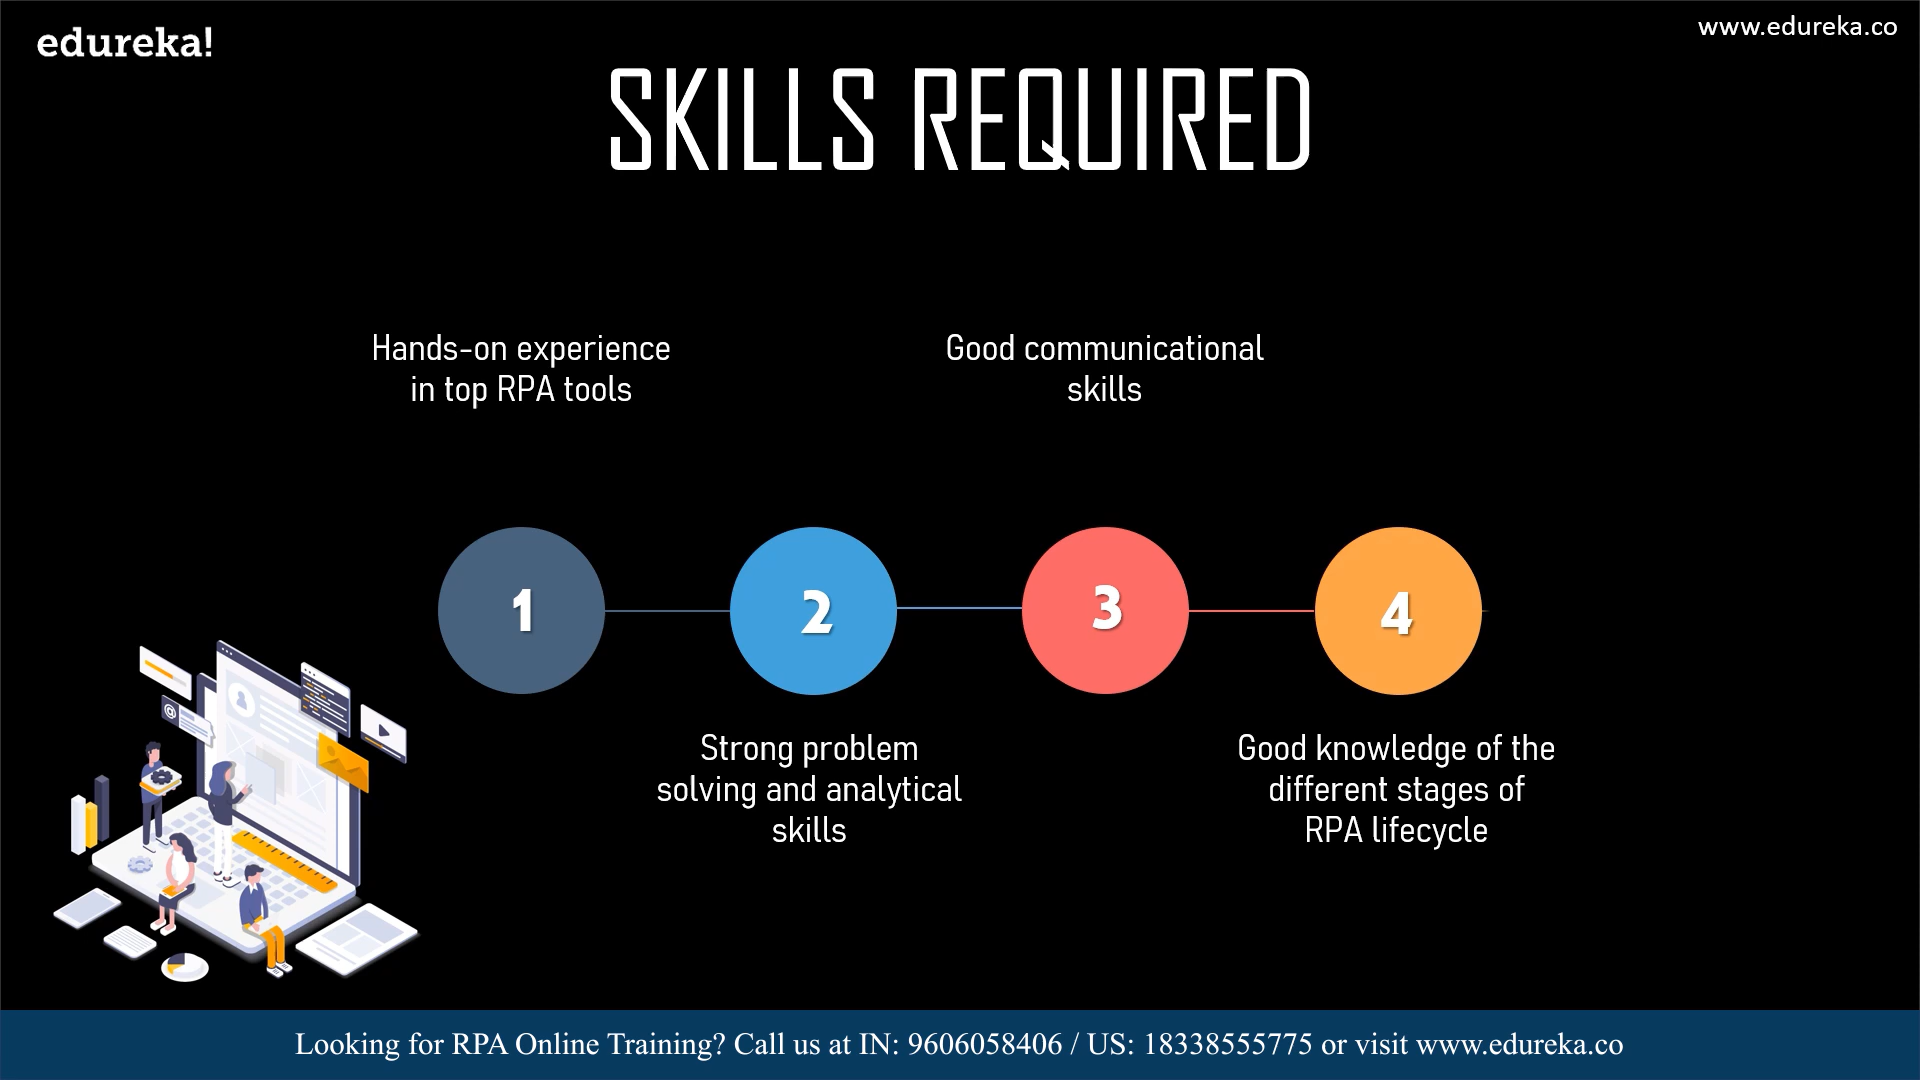 edureka!
www.edureka.co
SKILLS REQUIRED
Hands-on experience
in top RPA tools
Good communicational
skills
1
2
3
4
Strong problem
solving and analytical
skills
Good knowledge of the
different stages of
RPA lifecycle
Looking for RPA Online Training? Call us at IN: 9606058406 / US: 18338555775 or visit www.edureka.co